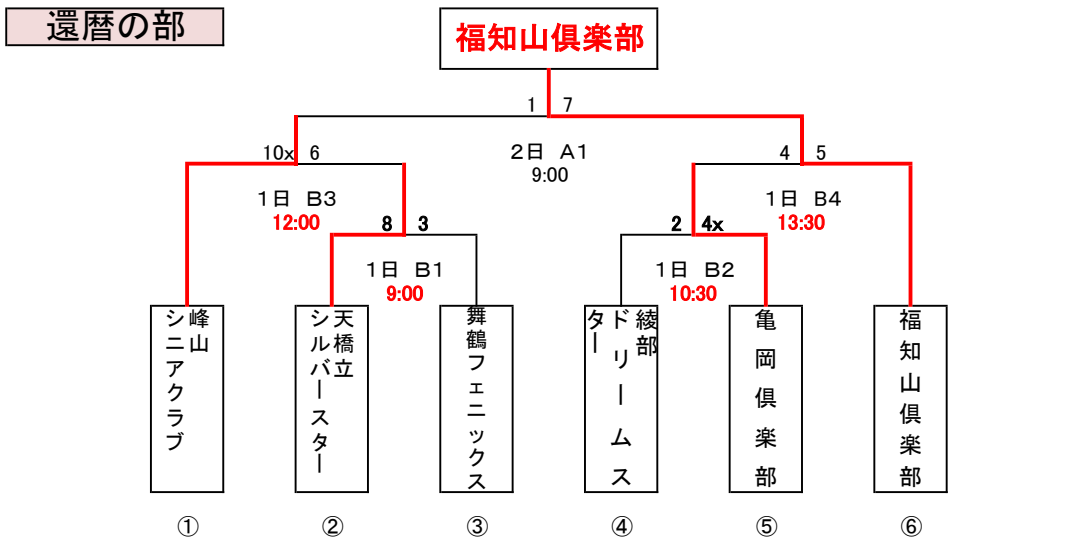 還暦の部
福知山倶楽部
1 7
2日 A1
9:00
10x 6
4 5
1日 B3
12:00
1日 B4
13:30
8 3
2 4x
1日 B1
9:00
1日 B2
10:30
峰山
シニアクラブ
天橋立
シルバースター
舞鶴フェニックス
綾部
ドリームス
ター
亀岡倶楽部
福知山倶楽部
① ② ③ ④ ⑤ ⑥